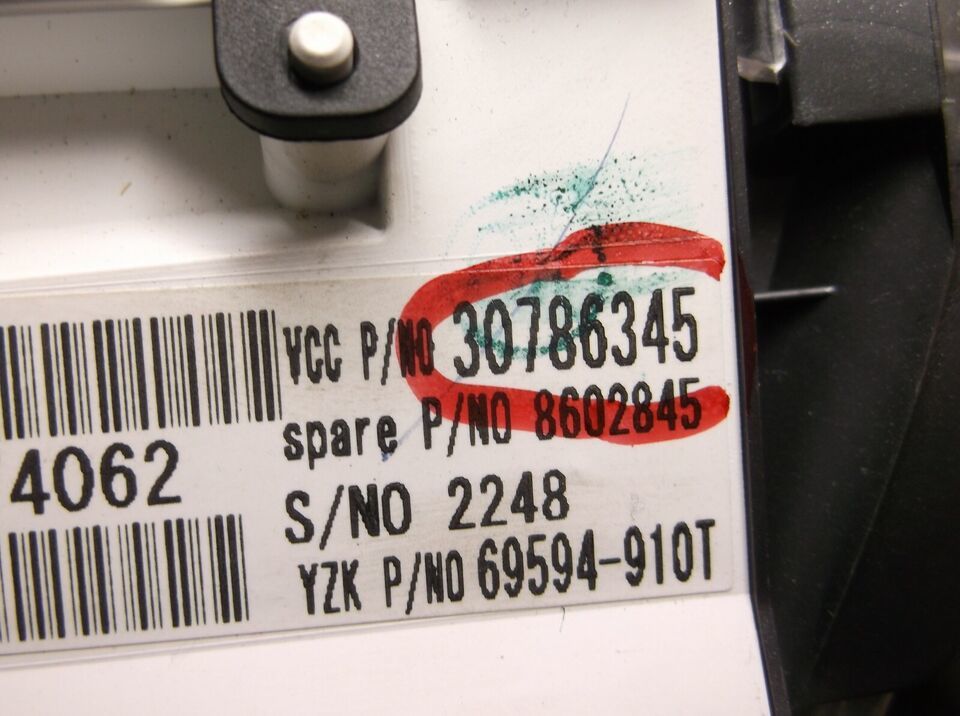 VCC P/NO 30786345
spare P/NO 8602845
4062
S/NO 2248
YZK P/NO 69594-910T